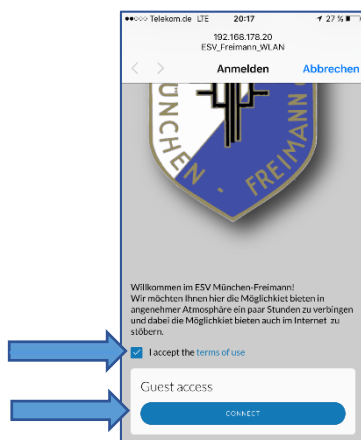 Telekom.de LTE 20:17 27 %
192.168.178.20
ESV_Freimann_WLAN
Anmelden Abbrechen
MÜNCHEN · FREIMANN
Willkommen im ESV München-Freimann!
Wir möchten Ihnen hier die Möglichkiet bieten in
angenehmer Atmosphäre ein paar Stunden zu verbaingen
und dabei die Möglichkiet bieten auch im Internet zu
stöbern.
I accept the terms of use
Guest access
CONNECT